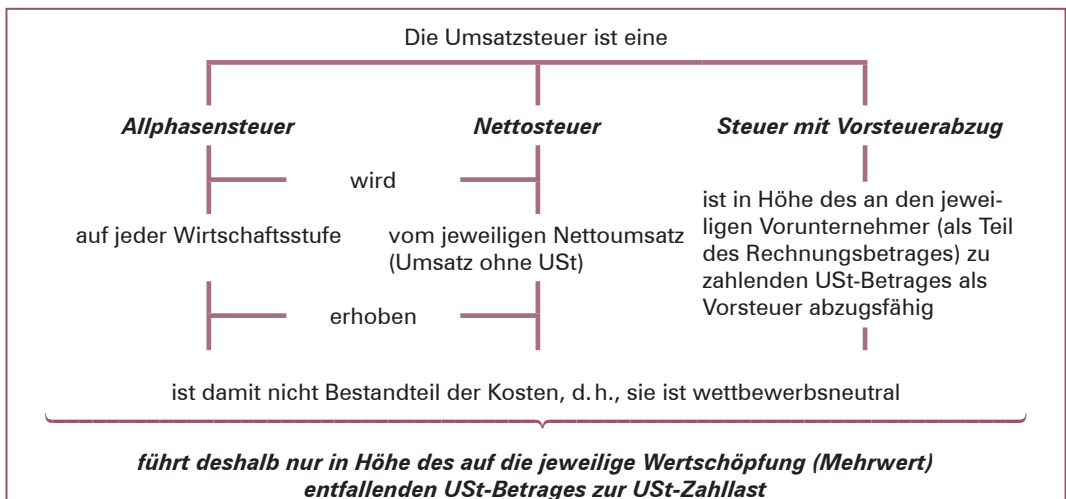 Die Umsatzsteuer ist eine
Allphasensteuer
Nettosteuer
Steuer mit Vorsteuerabzug
wird
auf jeder Wirtschaftsstufe
vom jeweiligen Nettoumsatz
(Umsatz ohne USt)
erhoben
ist in Höhe des an den jewei-
ligen Vorunternehmer (als Teil
des Rechnungsbetrages) zu
zahlenden USt-Betrages als
Vorsteuer abzugsfähig
ist damit nicht Bestandteil der Kosten, d. h., sie ist wettbewerbsneutral
führt deshalb nur in Höhe des auf die jeweilige Wertschöpfung (Mehrwert)
entfallenden USt-Betrages zur USt-Zahllast